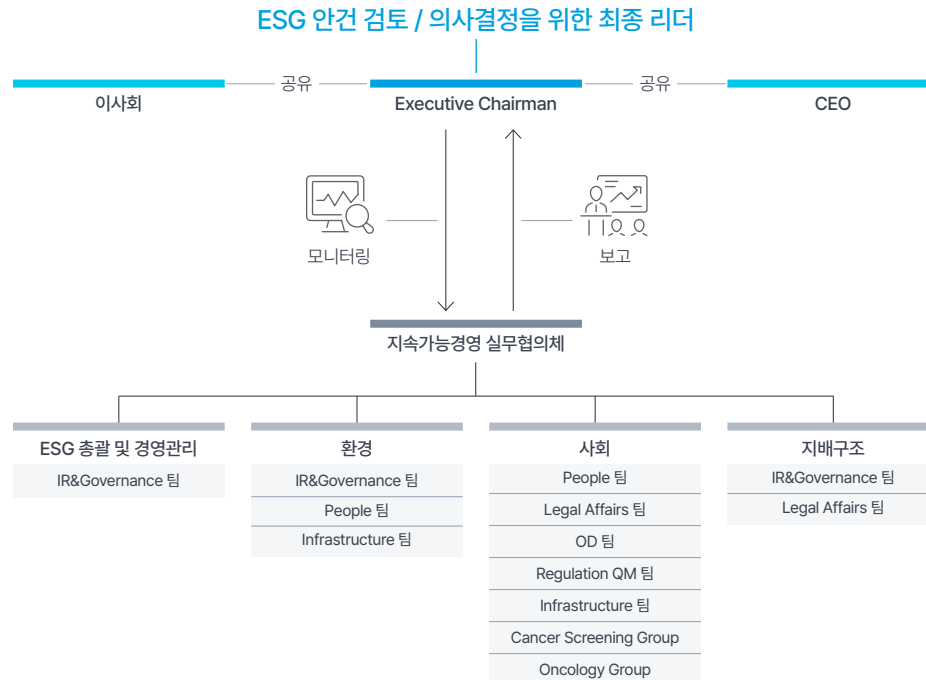 ESG 안건 검토 / 의사결정을 위한 최종 리더
공유
공유
이사회
Executive Chairman
CEO
모니터링
보고
지속가능경영 실무협의체
ESG 총괄 및 경영관리
IR&Governance 팀
환경
IR&Governance 팀
People 팀
Infrastructure 팀
사회
People 팀
Legal Affairs 팀
OD 팀
Regulation QM 팀
Infrastructure 팀
Cancer Screening Group
Oncology Group
지배구조
IR&Governance 팀
Legal Affairs 팀